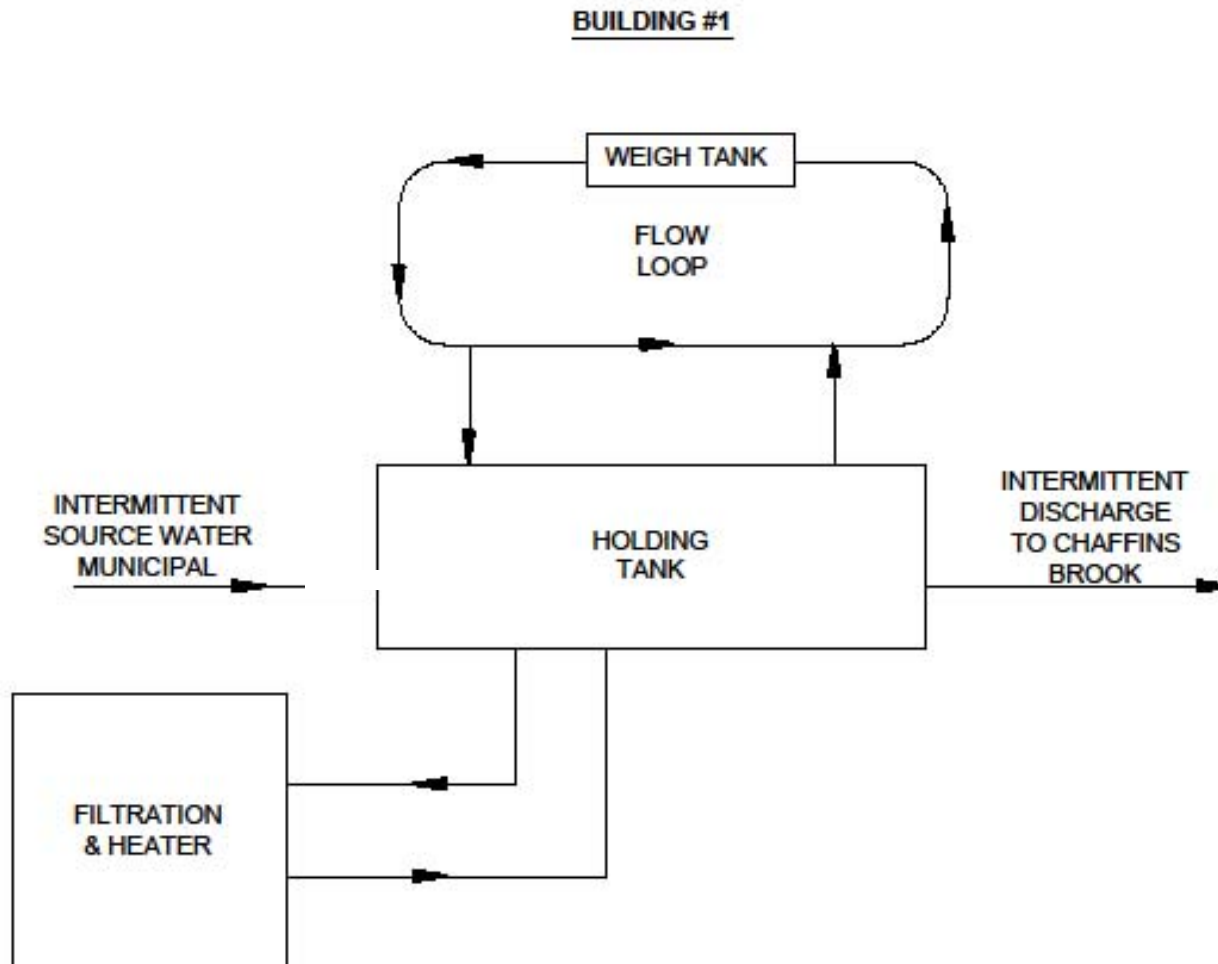 BUILDING #1
WEIGH TANK
FLOW
LOOP
INTERMITTENT
SOURCE WATER
MUNICIPAL
HOLDING
TANK
INTERMITTENT
DISCHARGE
TO CHAFFINS
BROOK
FILTRATION
& HEATER